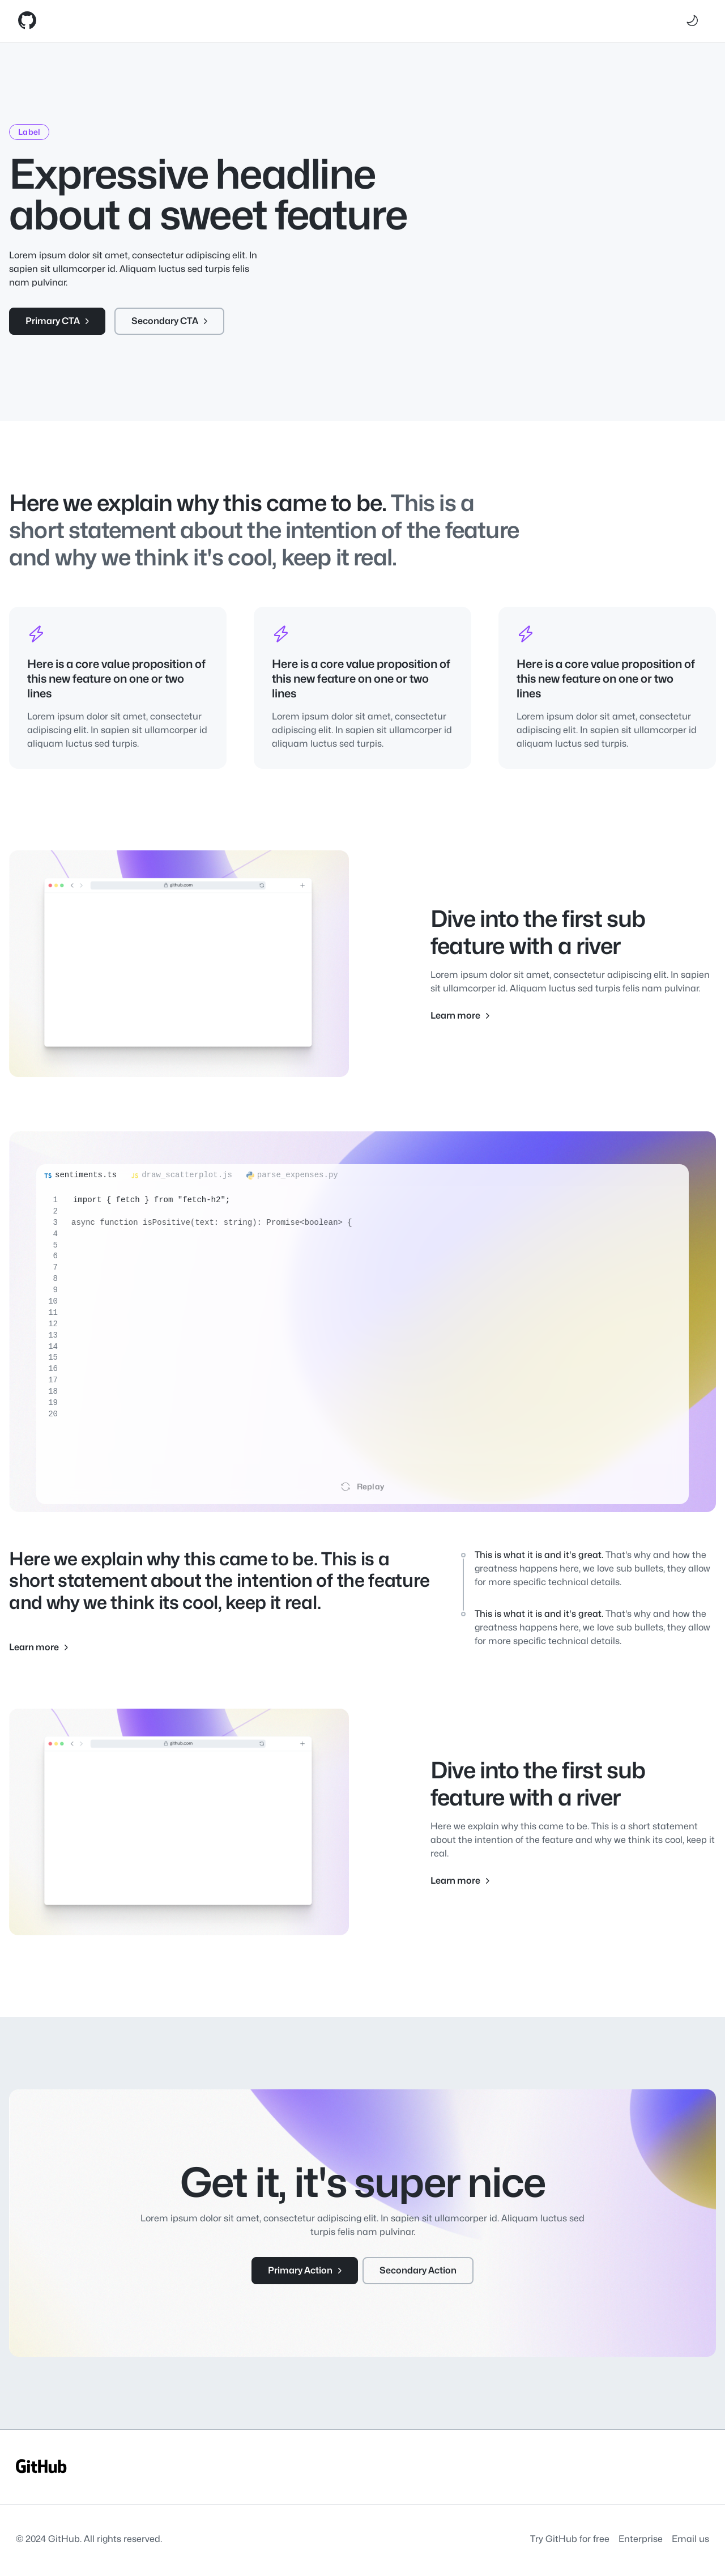 Label
Expressive headline
about a sweet feature
Lorem ipsum dolor sit amet, consectetur adipiscing elit. In
sapien sit ullamcorper id. Aliquam luctus sed turpis felis
nam pulvinar.
Primary CTA
Secondary CTA
Here we explain why this came to be. This is a
short statement about the intention of the feature
and why we think it's cool, keep it real.
Here is a core value proposition of
this new feature on one or two
lines
Lorem ipsum dolor sit amet, consectetur
adipiscing elit. In sapien sit ullamcorper id
aliquam luctus sed turpis.
Here is a core value proposition of
this new feature on one or two
lines
Lorem ipsum dolor sit amet, consectetur
adipiscing elit. In sapien sit ullamcorper id
aliquam luctus sed turpis.
Here is a core value proposition of
this new feature on one or two
lines
Lorem ipsum dolor sit amet, consectetur
adipiscing elit. In sapien sit ullamcorper id
aliquam luctus sed turpis.
github.com
Dive into the first sub
feature with a river
Lorem ipsum dolor sit amet, consectetur adipiscing elit. In sapien
sit ullamcorper id. Aliquam luctus sed turpis felis nam pulvinar.
Learn more
TS sentiments.ts JS draw_scatterplot.js parse_expenses.py
1 import { fetch } from "fetch-h2";
2
3 async function isPositive(text: string): Promise<boolean> {
4
5
6
7
8
9
10
11
12
13
14
15
16
17
18
19
20
Replay
Here we explain why this came to be. This is a
short statement about the intention of the feature
and why we think its cool, keep it real.
Learn more
This is what it is and it's great. That's why and how the
greatness happens here, we love sub bullets, they allow
for more specific technical details.
This is what it is and it's great. That's why and how the
greatness happens here, we love sub bullets, they allow
for more specific technical details.
github.com
Dive into the first sub
feature with a river
Here we explain why this came to be. This is a short statement
about the intention of the feature and why we think its cool, keep it
real.
Learn more
Get it, it's super nice
Lorem ipsum dolor sit amet, consectetur adipiscing elit. In sapien sit ullamcorper id. Aliquam luctus sed
turpis felis nam pulvinar.
Primary Action
Secondary Action
GitHub
© 2024 GitHub. All rights reserved.
Try GitHub for free Enterprise Email us